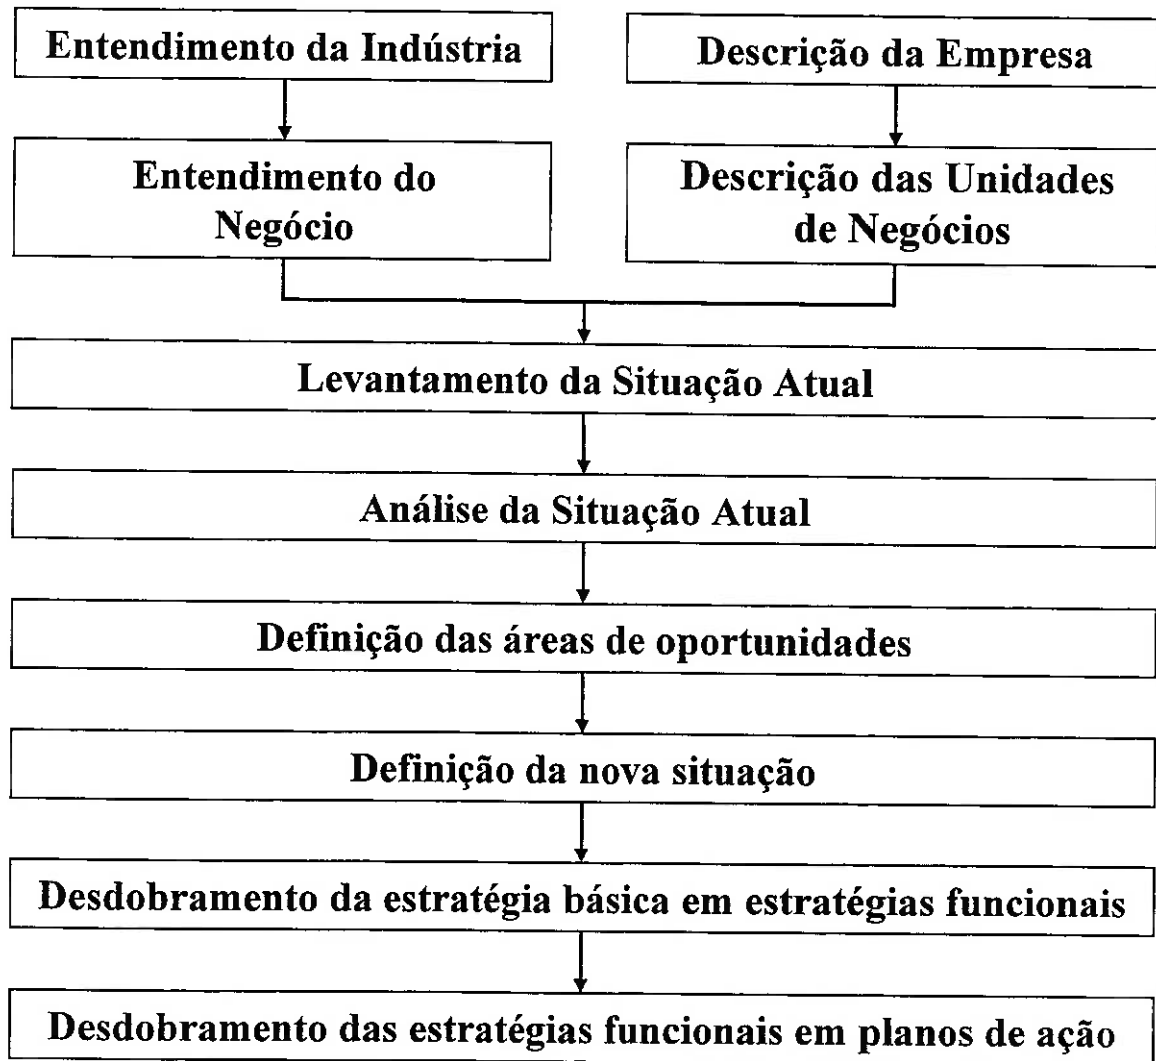 Entendimento da Indústria
Descrição da Empresa
Entendimento do
Negócio
Descrição das Unidades
de Negócios
Levantamento da Situação Atual
Análise da Situação Atual
Definição das áreas de oportunidades
Definição da nova situação
Desdobramento da estratégia básica em estratégias funcionais
Desdobramento das estratégias funcionais em planos de ação